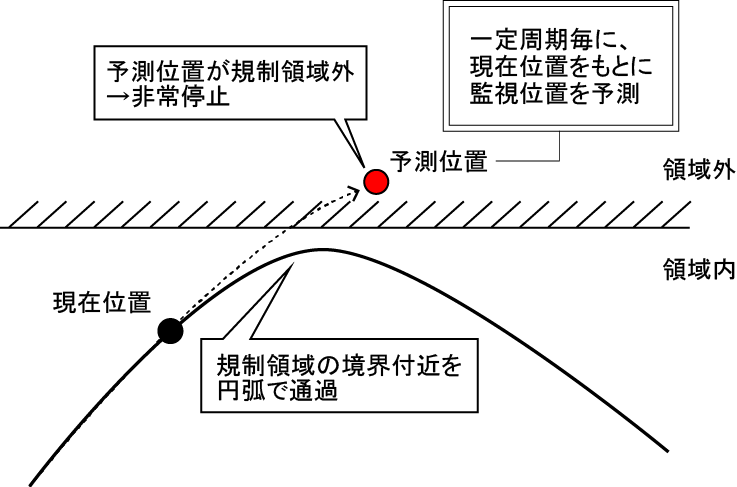 一定周期毎に、
現在位置をもとに
監視位置を予測
予測位置が規制領域外
→非常停止
予測位置
領域外
領域内
現在位置
規制領域の境界付近を
円弧で通過